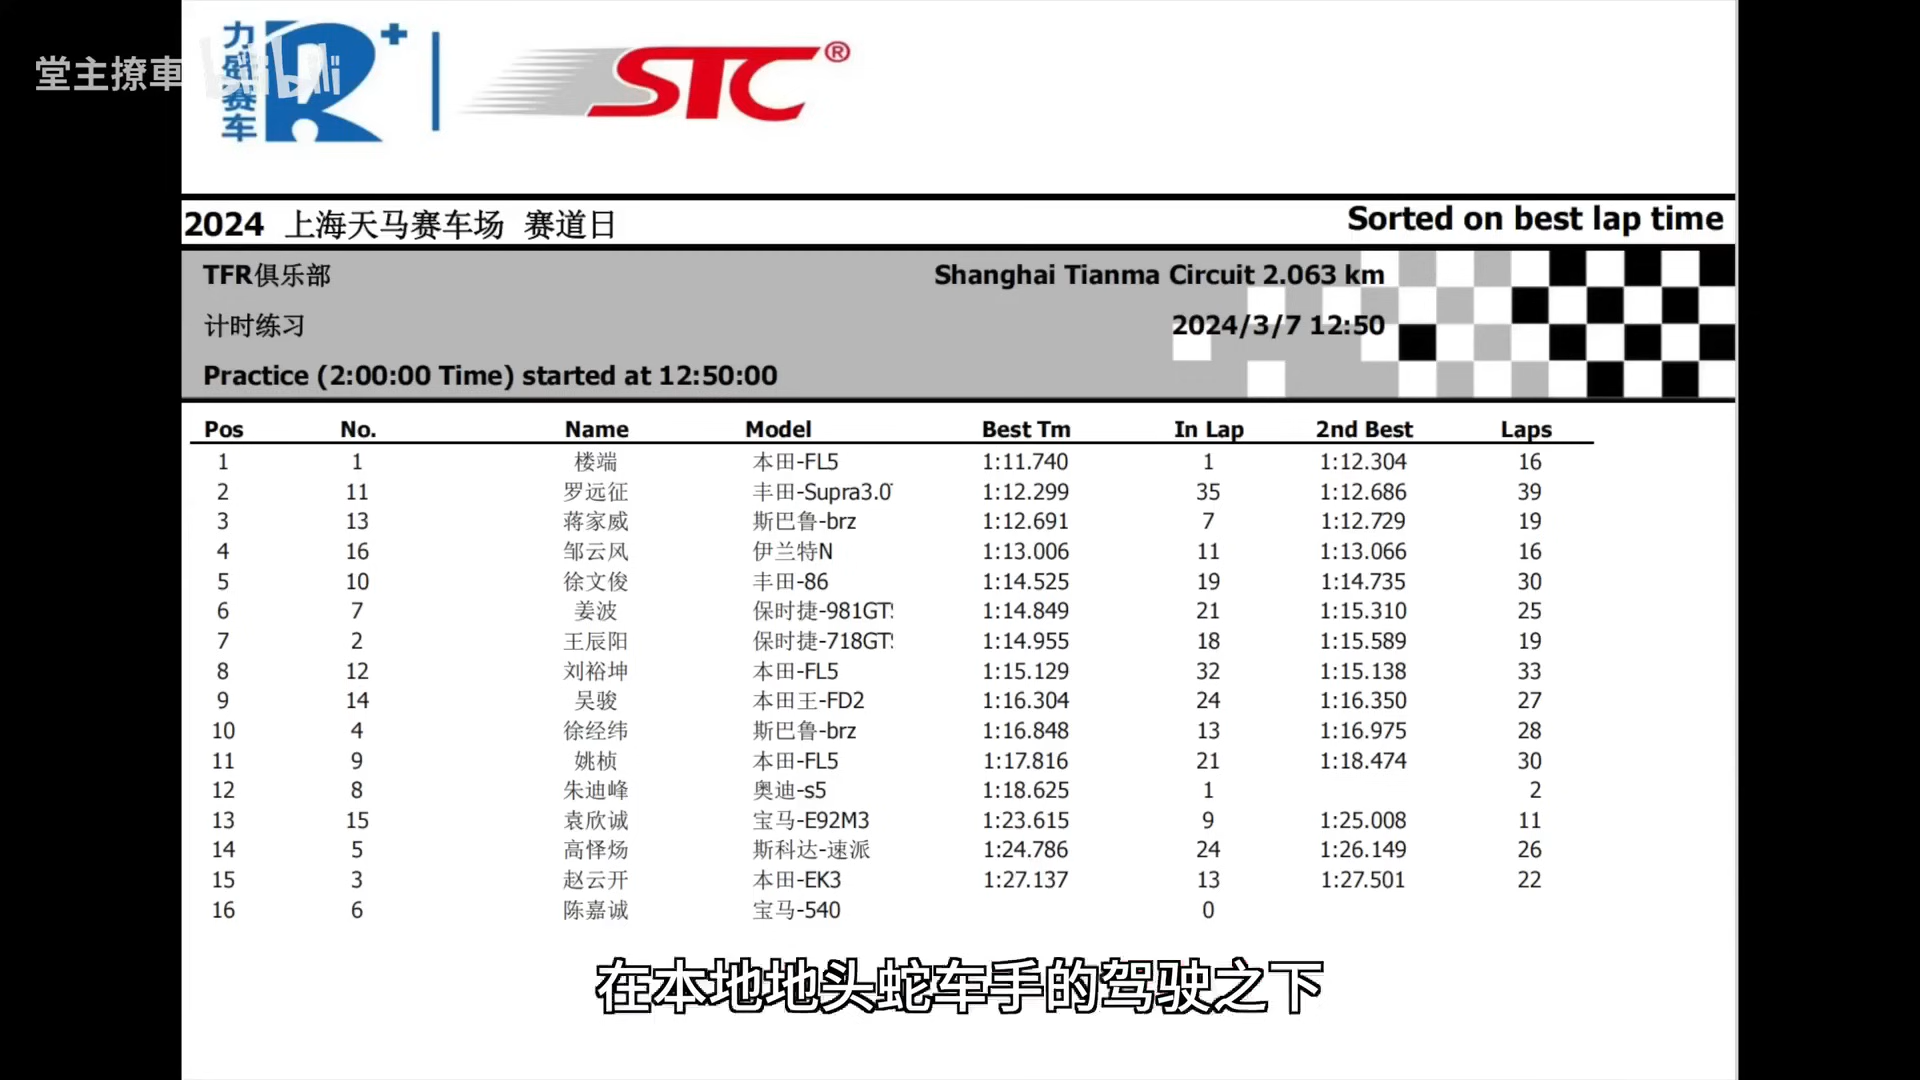 堂主撩車 bilibili
力盛赛车 R+ STC®
2024 上海天马赛车场 赛道日 Sorted on best lap time
TFR俱乐部 Shanghai Tianma Circuit 2.063 km
计时练习 2024/3/7 12:50
Practice (2:00:00 Time) started at 12:50:00
Pos No. Name Model Best Tm In Lap 2nd Best Laps
1 1 楼端 本田-FL5 1:11.740 1 1:12.304 16
2 11 罗远征 丰田-Supra3.0 1:12.299 35 1:12.686 39
3 13 蒋家威 斯巴鲁-brz 1:12.691 7 1:12.729 19
4 16 邹云风 伊兰特N 1:13.006 11 1:13.066 16
5 10 徐文俊 丰田-86 1:14.525 19 1:14.735 30
6 7 姜波 保时捷-981GT 1:14.849 21 1:15.310 25
7 2 王辰阳 保时捷-718GT 1:14.955 18 1:15.589 19
8 12 刘裕坤 本田-FL5 1:15.129 32 1:15.138 33
9 14 吴骏 本田王-FD2 1:16.304 24 1:16.350 27
10 4 徐经纬 斯巴鲁-brz 1:16.848 13 1:16.975 28
11 9 姚桢 本田-FL5 1:17.816 21 1:18.474 30
12 8 朱迪峰 奥迪-s5 1:18.625 1 2
13 15 袁欣诚 宝马-E92M3 1:23.615 9 1:25.008 11
14 5 高怿炀 斯科达-速派 1:24.786 24 1:26.149 26
15 3 赵云开 本田-EK3 1:27.137 13 1:27.501 22
16 6 陈嘉诚 宝马-540 0
在本地地头蛇车手的驾驶之下